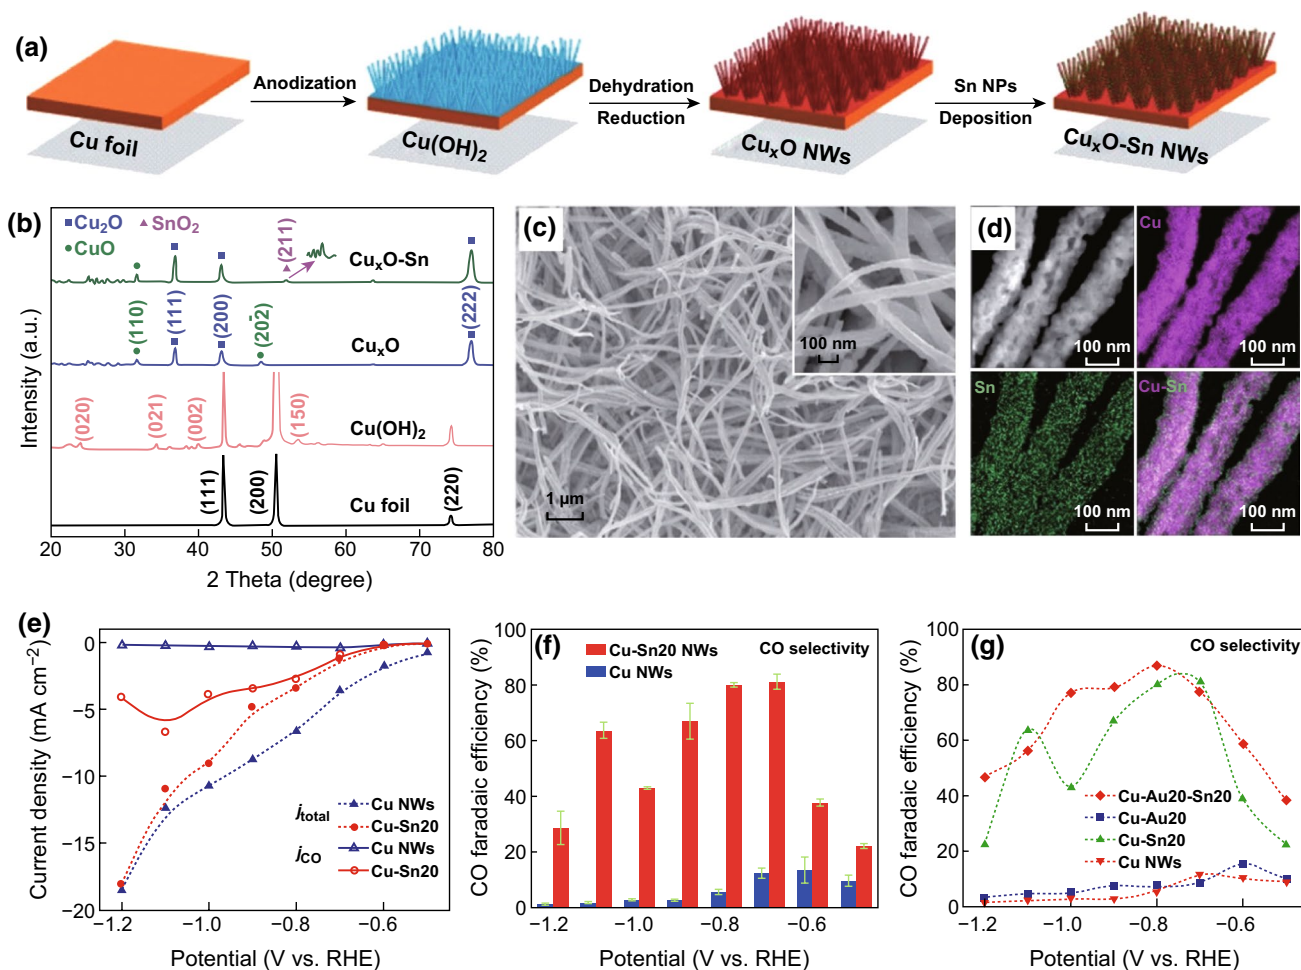 (a)
Anodization
Dehydration
Reduction
Sn NPs
Deposition
Cu foil
Cu(OH)₂
CuₓO NWs
CuₓO-Sn NWs
(b)
Cu₂O
SnO₂
CuO
(211)
CuₓO-Sn
(110)
(111)
(200)
(202̄)
(222)
CuₓO
(020)
(021)
(002)
(150)
Cu(OH)₂
(111)
(200)
(220)
Cu foil
Intensity (a.u.)
20 30 40 50 60 70 80
2 Theta (degree)
(c)
100 nm
1 µm
(d)
Cu
100 nm
100 nm
Sn
Cu-Sn
100 nm
100 nm
(e)
0
−5
−10
−15
−20
Current density (mA cm⁻²)
j total
Cu NWs
Cu-Sn20
j CO
Cu NWs
Cu-Sn20
−1.2 −1.0 −0.8 −0.6
Potential (V vs. RHE)
(f)
CO selectivity
Cu-Sn20 NWs
Cu NWs
100
80
60
40
20
0
CO faradaic efficiency (%)
−1.2 −1.0 −0.8 −0.6
Potential (V vs. RHE)
(g)
CO selectivity
100
80
60
40
20
0
CO faradaic efficiency (%)
Cu-Au20-Sn20
Cu-Au20
Cu-Sn20
Cu NWs
−1.2 −1.0 −0.8 −0.6
Potential (V vs. RHE)